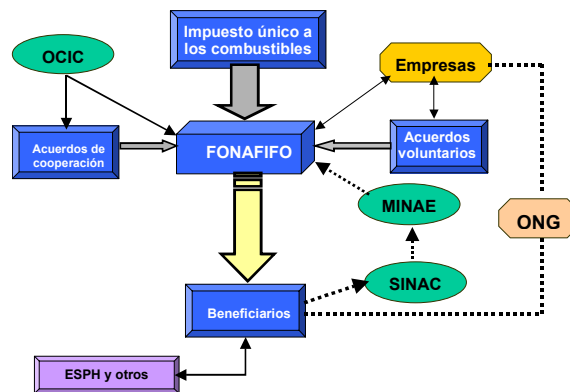 Impuesto único a
los combustibles
OCIC
Empresas
Acuerdos de
cooperación
FONAFIFO
Acuerdos
voluntarios
MINAE
ONG
SINAC
Beneficiarios
ESPH y otros